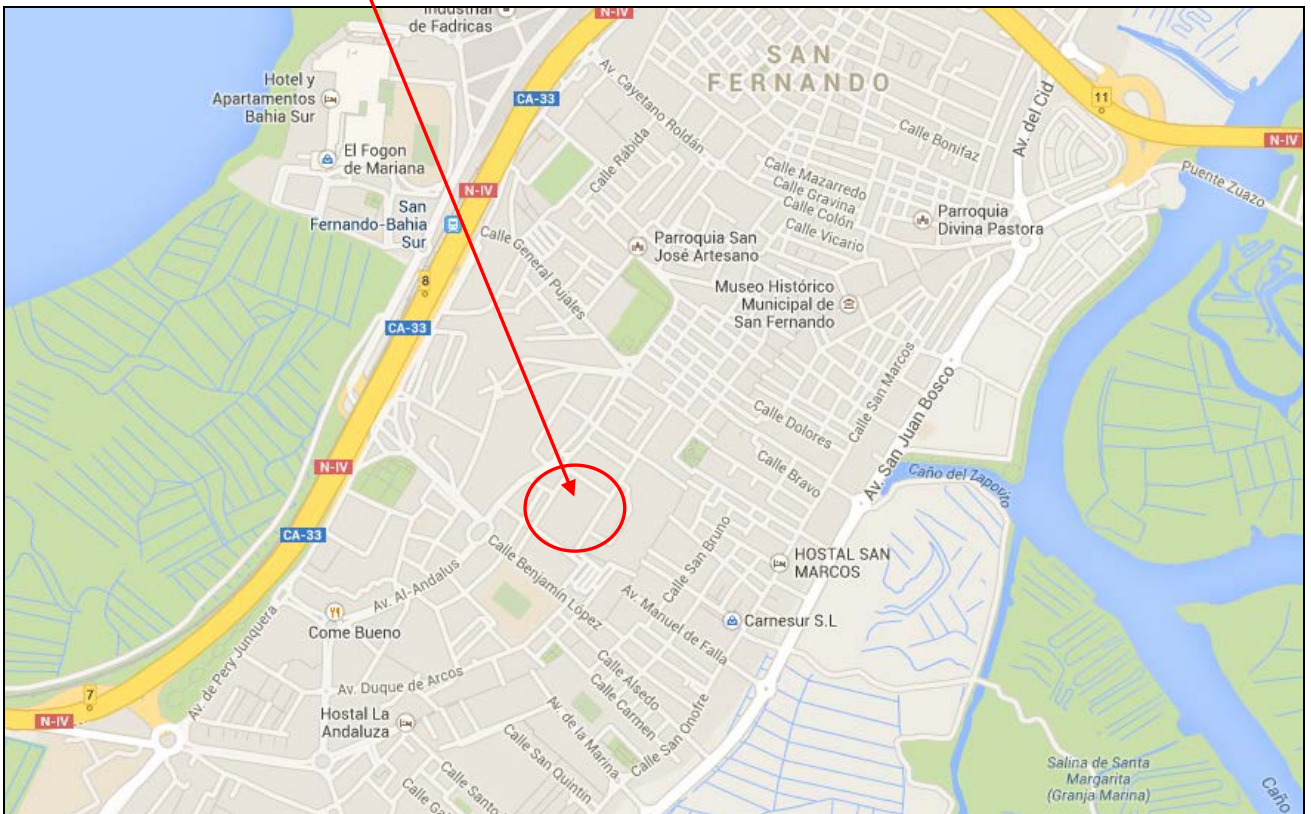 Industrial
de Fadricas
N-IV
SAN
FERNANDO
Hotel y
Apartamentos
Bahia Sur
CA-33
Av. Cayetano Roldán
11
Av. del Cid
N-IV
El Fogon
de Mariana
Calle Rábida
Calle Bonifaz
Puente Zuazo
N-IV
Calle Mazarredo
Calle Gravina
Calle Colón
Calle Vicario
San
Fernando-Bahia
Sur
Parroquia
Divina Pastora
Parroquia San
José Artesano
Calle General Pujales
8
Museo Histórico
Municipal de
San Fernando
CA-33
Calle San Marcos
Av. San Juan Bosco
Calle Dolores
Calle Bravo
N-IV
Caño del Zaporito
CA-33
Calle San Bruno
HOSTAL SAN
MARCOS
Calle Benjamín López
Av. Al-Andalus
Av. Manuel de Falla
Come Bueno
Carnesur S.L
Av. de Pery Junquera
Av. Duque de Arcos
Calle Alsedo
Calle Carmen
7
N-IV
Hostal La
Andaluza
Av. de la Marina
Calle San Onofre
Calle San Quintín
Calle Santo
Calle Ga
Salina de Santa
Margarita
(Granja Marina)
Caño